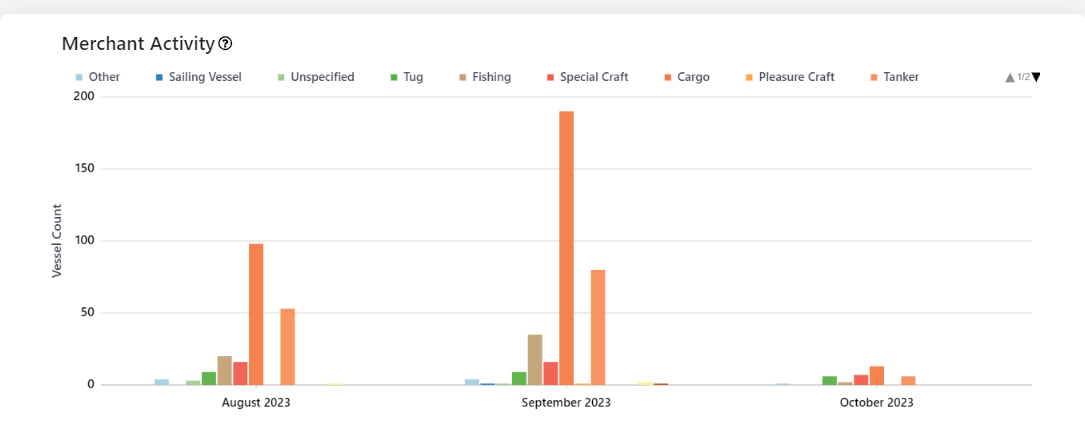 Merchant Activity
Other Sailing Vessel Unspecified Tug Fishing Special Craft Cargo Pleasure Craft Tanker 1/2
200
150
100
50
0
Vessel Count
August 2023 September 2023 October 2023